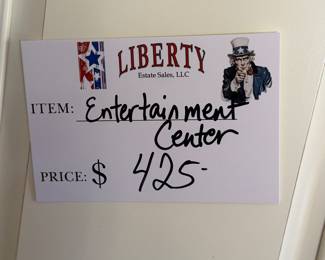 LIBERTY
Estate Sales, LLC
ITEM: Entertainment
Center
PRICE: $ 425-